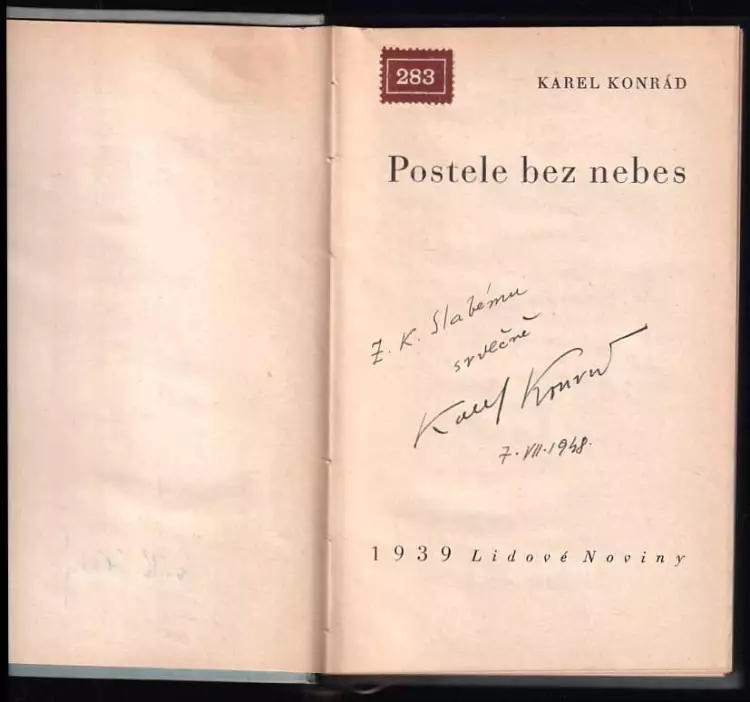 283
KAREL KONRÁD
Postele bez nebes
Z. K. Slabému
srdečně
Karel Konrád
7. VII. 1948.
1939 Lidové Noviny